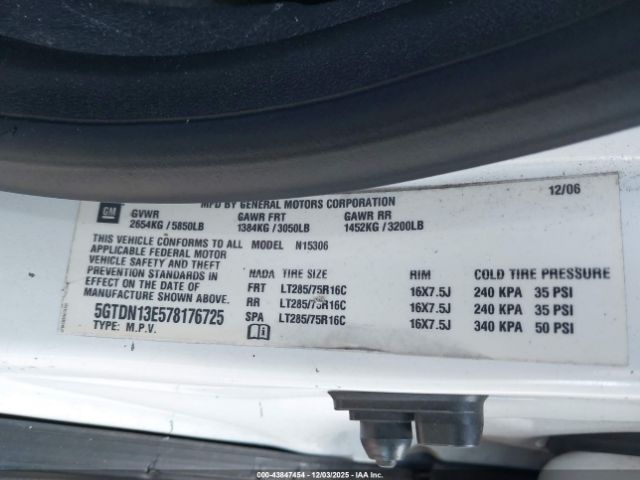 MFD BY GENERAL MOTORS CORPORATION 12/06
GM
GVWR GAWR FRT GAWR RR
2654KG / 5850LB 1384KG / 3050LB 1452KG / 3200LB
THIS VEHICLE CONFORMS TO ALL MODEL N15306
APPLICABLE FEDERAL MOTOR
VEHICLE SAFETY AND THEFT
PREVENTION STANDARDS IN
EFFECT ON THE DATE OF
MANUFACTURE SHOWN ABOVE.
5GTDN13E578176725
TYPE: M.P.V.
TIRE SIZE RIM COLD TIRE PRESSURE
FRT LT285/75R16C 16X7.5J 240 KPA 35 PSI
RR LT285/75R16C 16X7.5J 240 KPA 35 PSI
SPA LT285/75R16C 16X7.5J 340 KPA 50 PSI
000-43847454 - 12/03/2025 - IAAI.COM